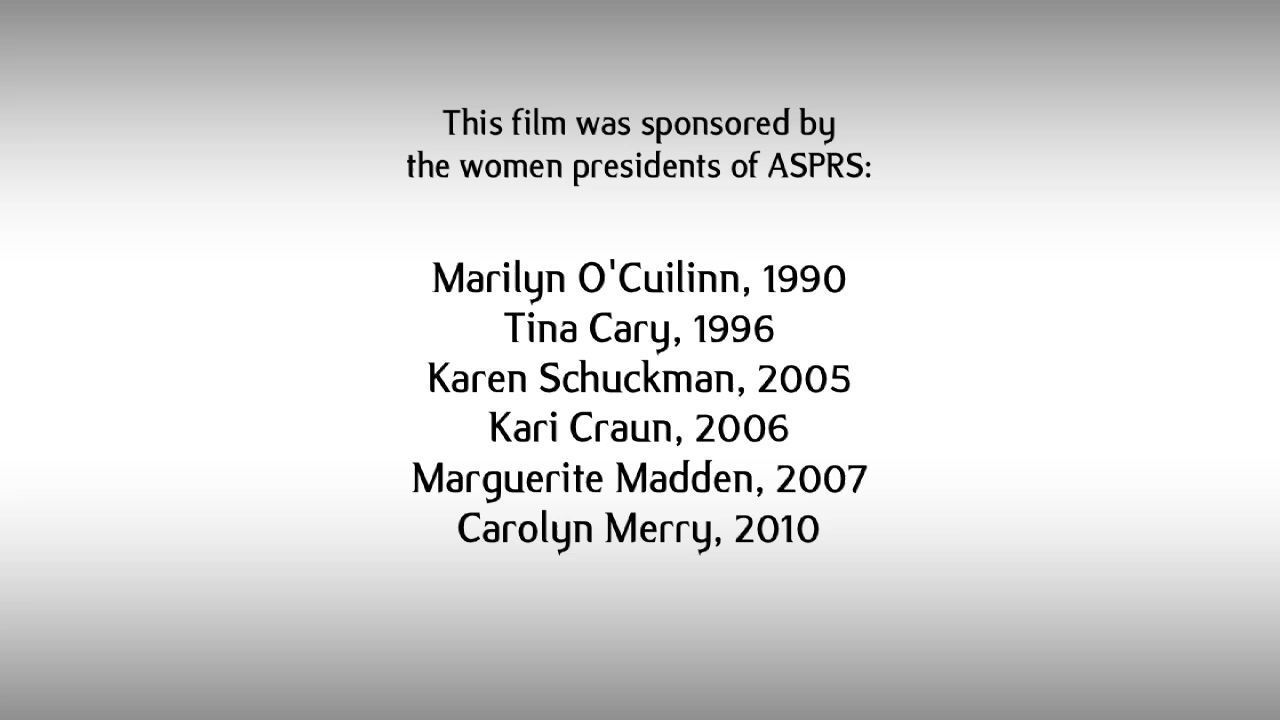 This film was sponsored by
the women presidents of ASPRS:
Marilyn O'Cuilinn, 1990
Tina Cary, 1996
Karen Schuckman, 2005
Kari Craun, 2006
Marguerite Madden, 2007
Carolyn Merry, 2010